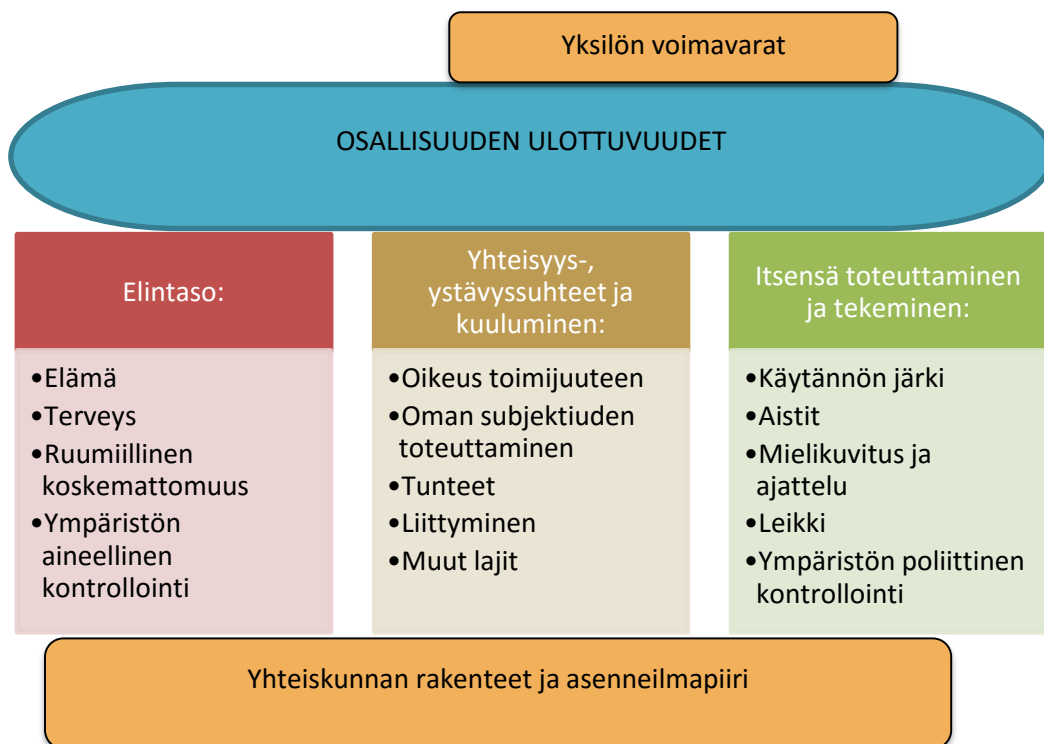 Yksilön voimavarat
OSALLISUUDEN ULOTTUVUUDET
Elintaso:
•Elämä
•Terveys
•Ruumiillinen
koskemattomuus
•Ympäristön
aineellinen
kontrollointi
Yhteisyys-,
ystävyssuhteet ja
kuuluminen:
•Oikeus toimijuuteen
•Oman subjektiuden
toteuttaminen
•Tunteet
•Liittyminen
•Muut lajit
Itsensä toteuttaminen
ja tekeminen:
•Käytännön järki
•Aistit
•Mielikuvitus ja
ajattelu
•Leikki
•Ympäristön poliittinen
kontrollointi
Yhteiskunnan rakenteet ja asenneilmapiiri